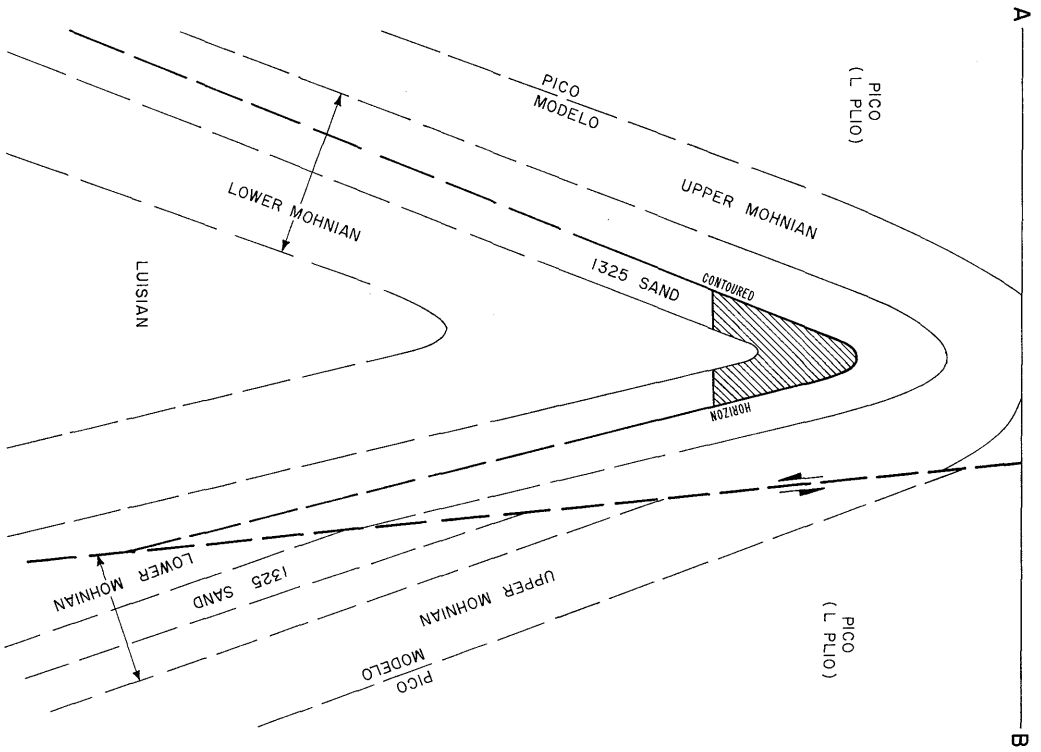 A
PICO
(L PLIO)
PICO
MODELO
UPPER MOHNIAN
LOWER MOHNIAN
1325 SAND
CONTOURED
LUISIAN
HORIZON
LOWER MOHNIAN
1325 SAND
UPPER MOHNIAN
PICO
MODELO
PICO
(L PLIO)
B